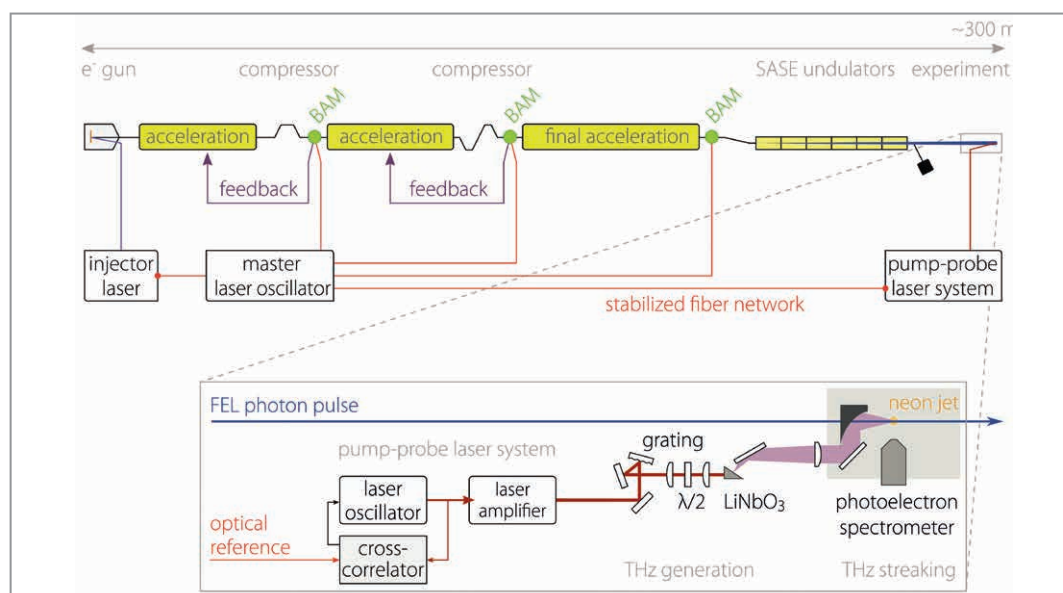 ~300 m
e⁻ gun
compressor
compressor
SASE undulators
experiment
BAM
BAM
BAM
acceleration
acceleration
final acceleration
feedback
feedback
injector
laser
master
laser oscillator
pump-probe
laser system
stabilized fiber network
FEL photon pulse
neon jet
pump-probe laser system
grating
laser
oscillator
laser
amplifier
λ/2
LiNbO₃
photoelectron
spectrometer
optical
reference
cross-
correlator
THz generation
THz streaking